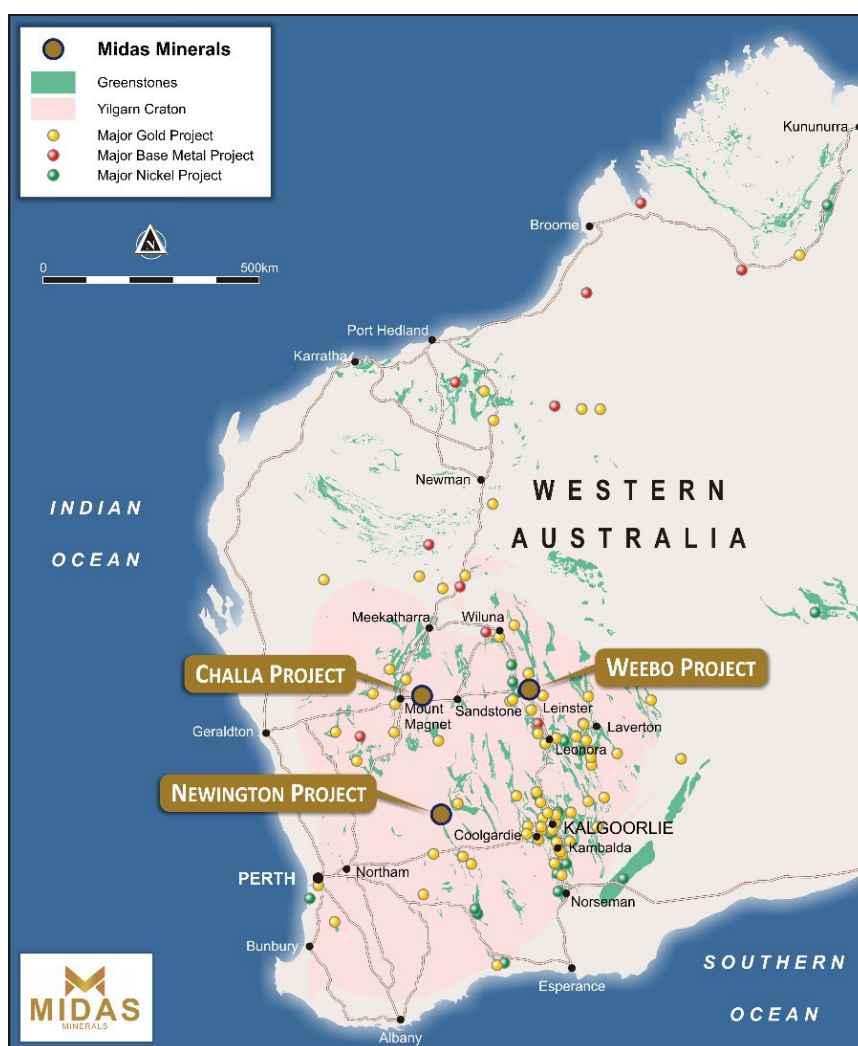 Midas Minerals
Greenstones
Yilgarn Craton
Major Gold Project
Major Base Metal Project
Major Nickel Project
N
0 500km
Kununurra
Broome
Port Hedland
Karratha
Newman
WESTERN
AUSTRALIA
INDIAN
OCEAN
Meekatharra
Wiluna
CHALLA PROJECT
WEEBO PROJECT
Mount
Magnet
Sandstone
Leinster
Geraldton
Laverton
Leonora
NEWINGTON PROJECT
KALGOORLIE
Coolgardie
Kambalda
PERTH
Northam
Norseman
Bunbury
Esperance
SOUTHERN
OCEAN
MIDAS
MINERALS
Albany